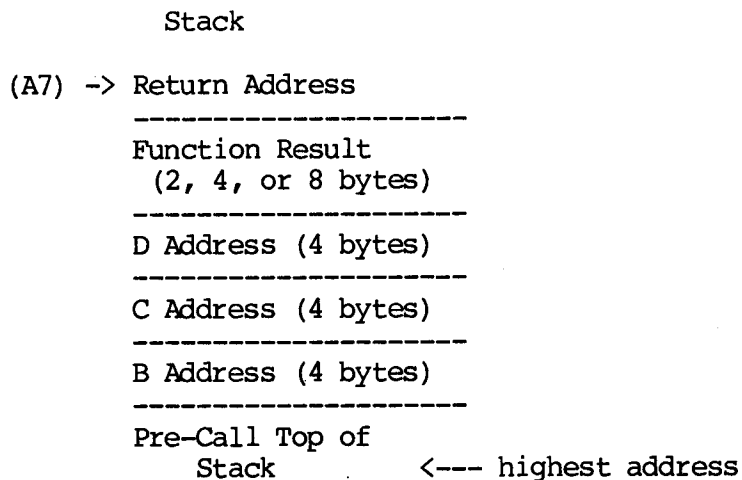 Stack
(A7) -> Return Address
----------------------
Function Result
(2, 4, or 8 bytes)
----------------------
D Address (4 bytes)
----------------------
C Address (4 bytes)
----------------------
B Address (4 bytes)
----------------------
Pre-Call Top of
Stack <--- highest address